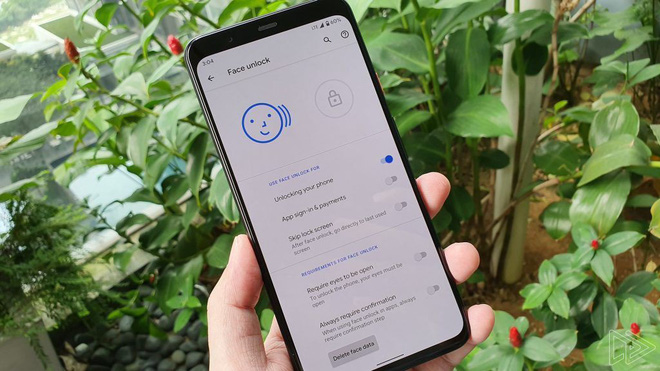 5:04 LTE 60%
Face unlock
USE FACE UNLOCK FOR
Unlocking your phone
App sign-in & payments
Skip lock screen
After face unlock, go directly to last used
screen
REQUIREMENTS FOR FACE UNLOCK
Require eyes to be open
To unlock the phone, your eyes must be
open
Always require confirmation
When using face unlock in apps, always
require confirmation step
Delete face data